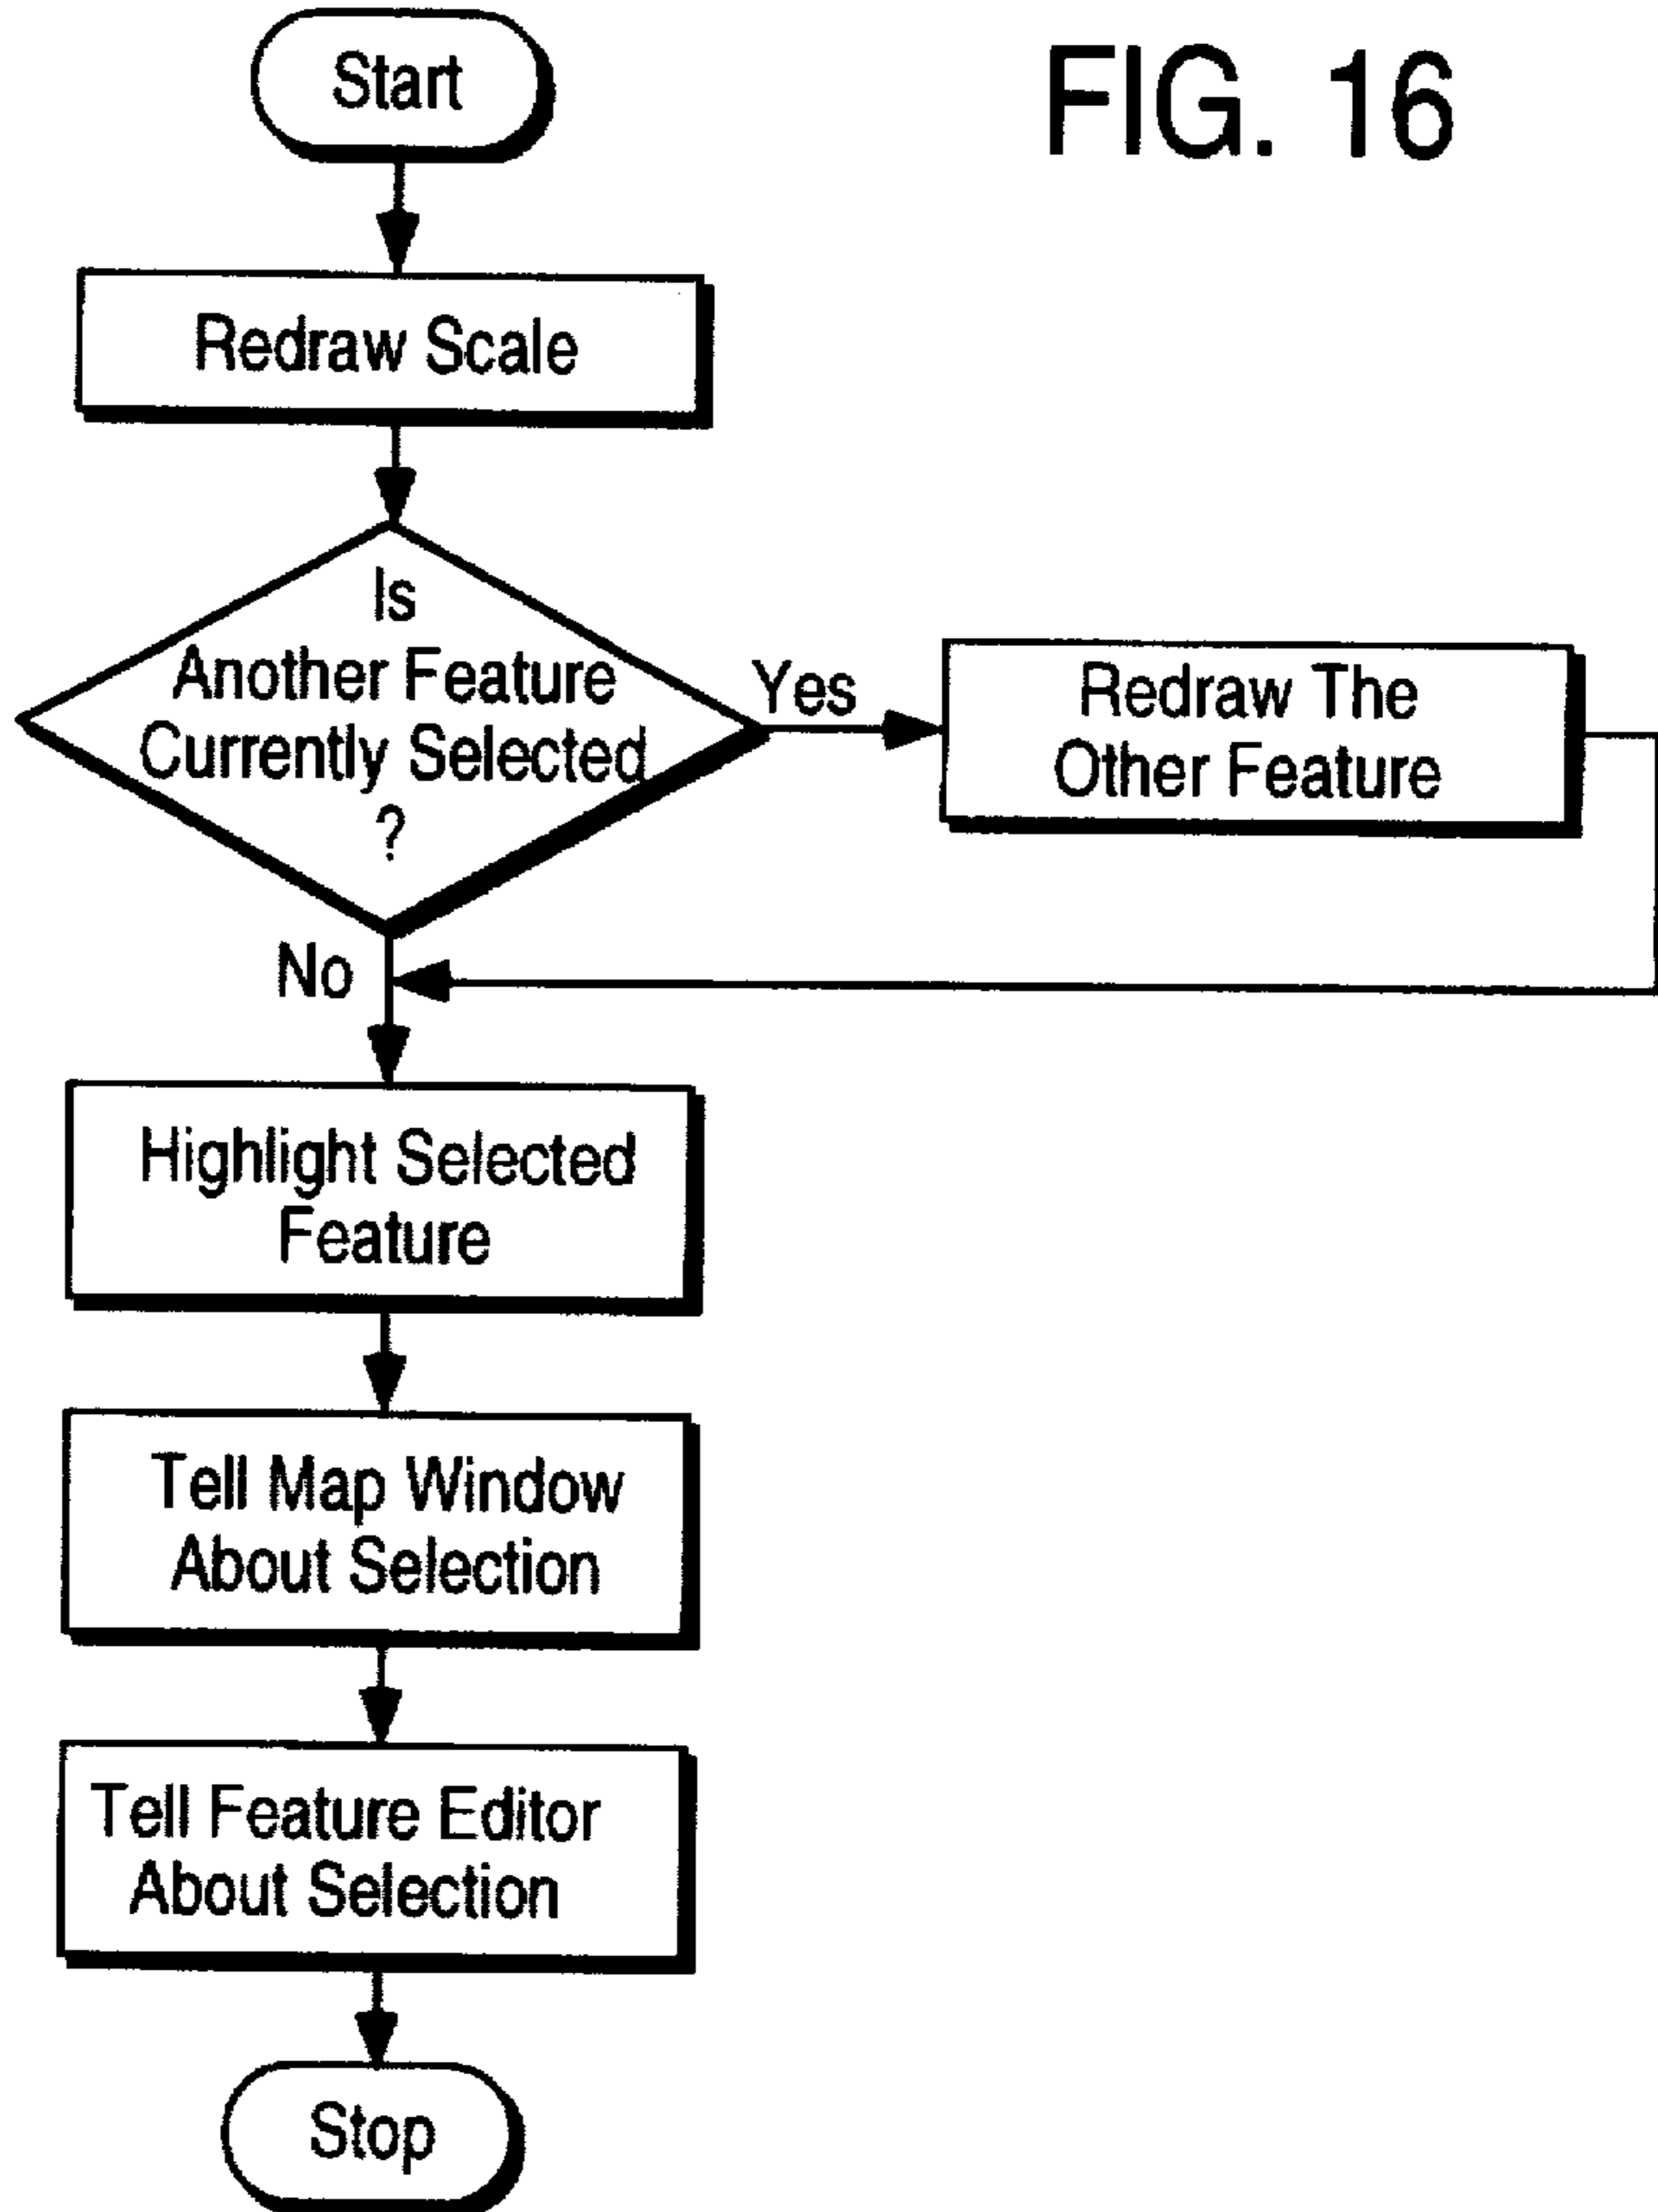 FIG. 16
Start
Redraw Scale
Is
Another Feature
Currently Selected
?
Yes
Redraw The
Other Feature
No
Highlight Selected
Feature
Tell Map Window
About Selection
Tell Feature Editor
About Selection
Stop